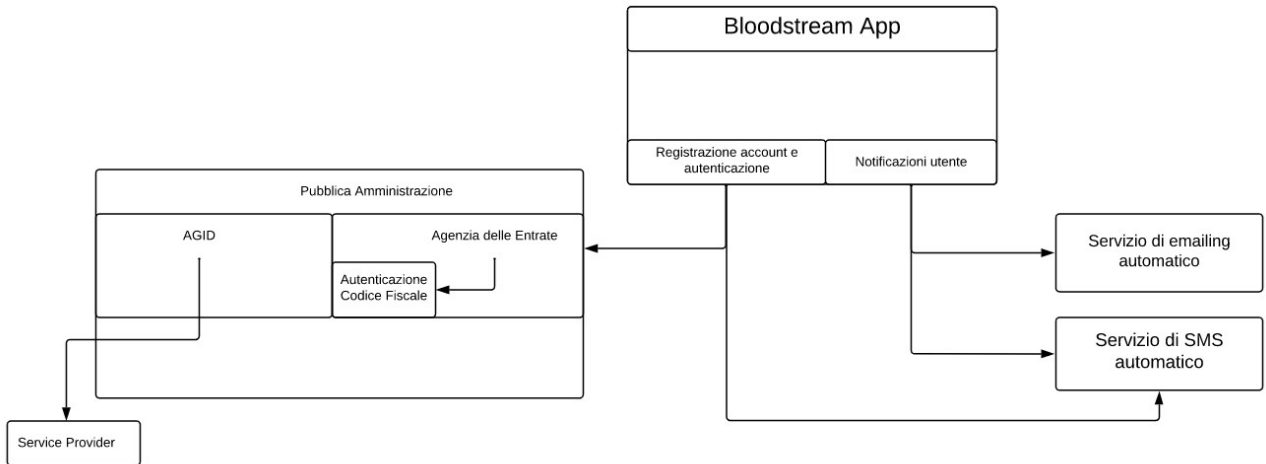 Bloodstream App
Registrazione account e
autenticazione
Notificazioni utente
Pubblica Amministrazione
AGID
Agenzia delle Entrate
Autenticazione
Codice Fiscale
Servizio di emailing
automatico
Servizio di SMS
automatico
Service Provider